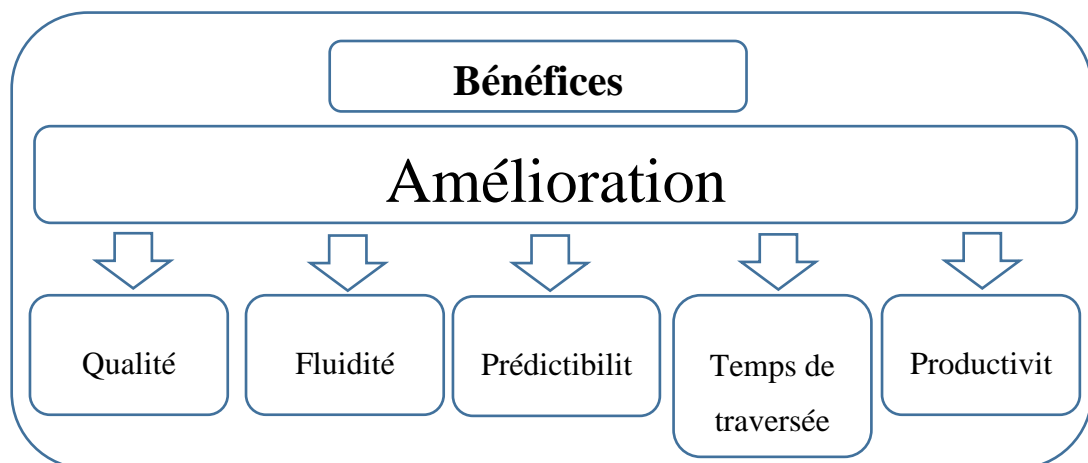 Bénéfices
Amélioration
Qualité
Fluidité
Prédictibilit
Temps de
traversée
Productivit